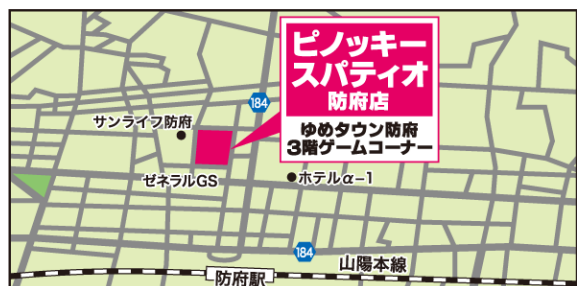 ピノッキー
スパティオ
防府店
ゆめタウン防府
3階ゲームコーナー
184
サンライフ防府
ゼネラルGS
ホテルα-1
184
山陽本線
防府駅